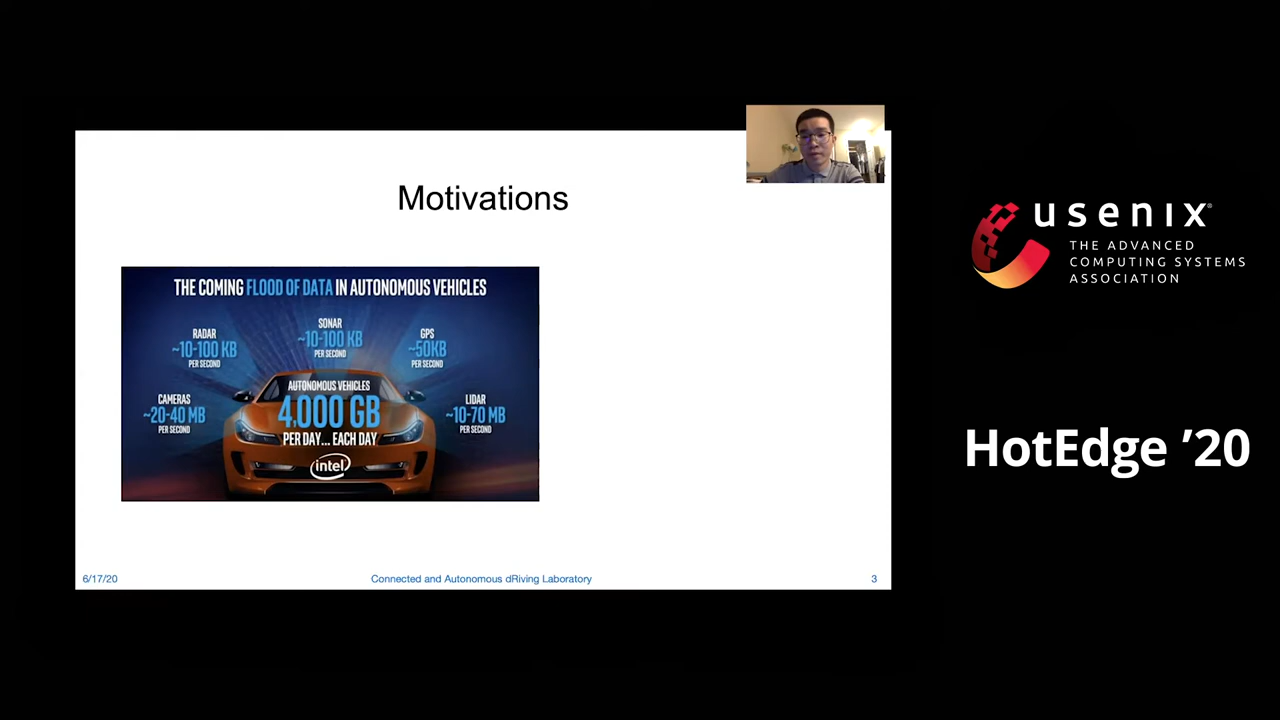 Motivations
THE COMING FLOOD OF DATA IN AUTONOMOUS VEHICLES
RADAR
~10-100 KB
PER SECOND
SONAR
~10-100 KB
PER SECOND
GPS
~50KB
PER SECOND
CAMERAS
~20-40 MB
PER SECOND
AUTONOMOUS VEHICLES
4,000 GB
PER DAY... EACH DAY
LIDAR
~10-70 MB
PER SECOND
intel
6/17/20
Connected and Autonomous dRiving Laboratory
3
usenix®
THE ADVANCED
COMPUTING SYSTEMS
ASSOCIATION
HotEdge ’20